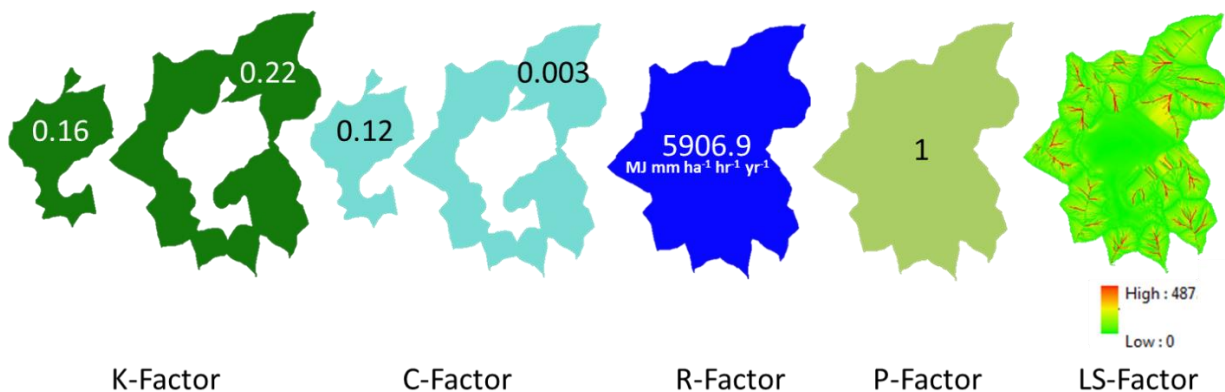 0.16
0.22
0.12
0.003
5906.9
MJ mm ha⁻¹ hr⁻¹ yr⁻¹
1
High : 487
Low : 0
K-Factor
C-Factor
R-Factor
P-Factor
LS-Factor